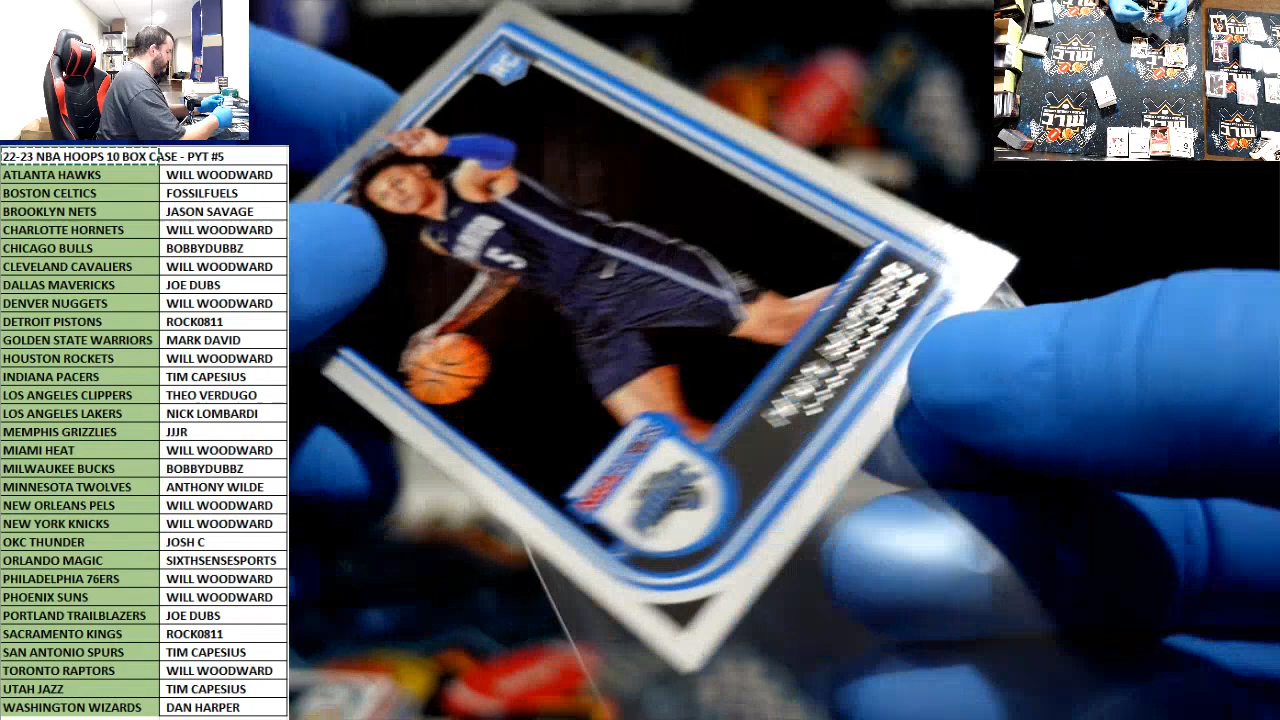 22-23 NBA HOOPS 10 BOX CASE - PYT #5
ATLANTA HAWKS WILL WOODWARD
BOSTON CELTICS FOSSILFUELS
BROOKLYN NETS JASON SAVAGE
CHARLOTTE HORNETS WILL WOODWARD
CHICAGO BULLS BOBBYDUBBZ
CLEVELAND CAVALIERS WILL WOODWARD
DALLAS MAVERICKS JOE DUBS
DENVER NUGGETS WILL WOODWARD
DETROIT PISTONS ROCK0811
GOLDEN STATE WARRIORS MARK DAVID
HOUSTON ROCKETS WILL WOODWARD
INDIANA PACERS TIM CAPESIUS
LOS ANGELES CLIPPERS THEO VERDUGO
LOS ANGELES LAKERS NICK LOMBARDI
MEMPHIS GRIZZLIES JJJR
MIAMI HEAT WILL WOODWARD
MILWAUKEE BUCKS BOBBYDUBBZ
MINNESOTA TWOLVES ANTHONY WILDE
NEW ORLEANS PELS WILL WOODWARD
NEW YORK KNICKS WILL WOODWARD
OKC THUNDER JOSH C
ORLANDO MAGIC SIXTHSENSESPORTS
PHILADELPHIA 76ERS WILL WOODWARD
PHOENIX SUNS WILL WOODWARD
PORTLAND TRAILBLAZERS JOE DUBS
SACRAMENTO KINGS ROCK0811
SAN ANTONIO SPURS TIM CAPESIUS
TORONTO RAPTORS WILL WOODWARD
UTAH JAZZ TIM CAPESIUS
WASHINGTON WIZARDS DAN HARPER
RC
5